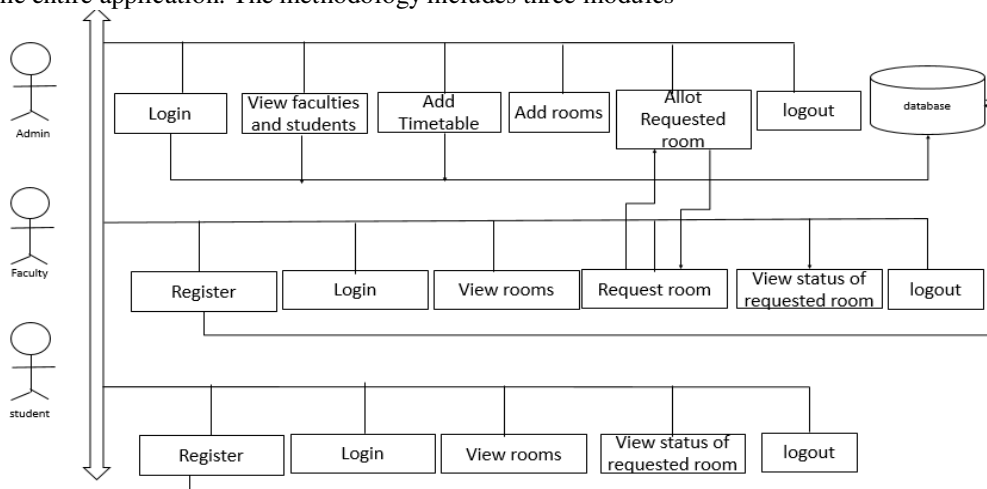 the entire application. The methodology includes three modules
Admin
Login
View faculties
and students
Add
Timetable
Add rooms
Allot
Requested
room
logout
database
Faculty
Register
Login
View rooms
Request room
View status of
requested room
logout
student
Register
Login
View rooms
View status of
requested room
logout